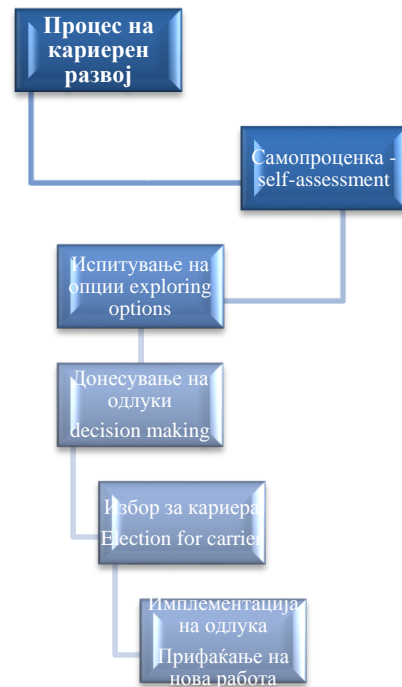 Процес на
кариерен
развој
Самопроценка -
self-assessment
Испитување на
опции exploring
options
Донесување на
одлуки
decision making
Избор за кариера
Election for carrier
Имплементација
на одлука
Прифаќање на
нова работа